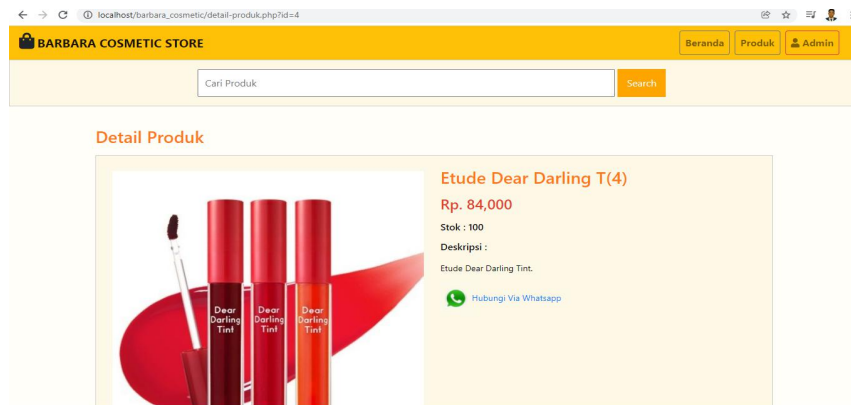 localhost/barbara_cosmetic/detail-produk.php?id=4
BARBARA COSMETIC STORE
Beranda
Produk
Admin
Cari Produk
Search
Detail Produk
Etude Dear Darling T(4)
Rp. 84,000
Stok : 100
Deskripsi :
Etude Dear Darling Tint.
Hubungi Via Whatsapp
Dear
Darling
Tint
Dear
Darling
Tint
Dear
Darling
Tint